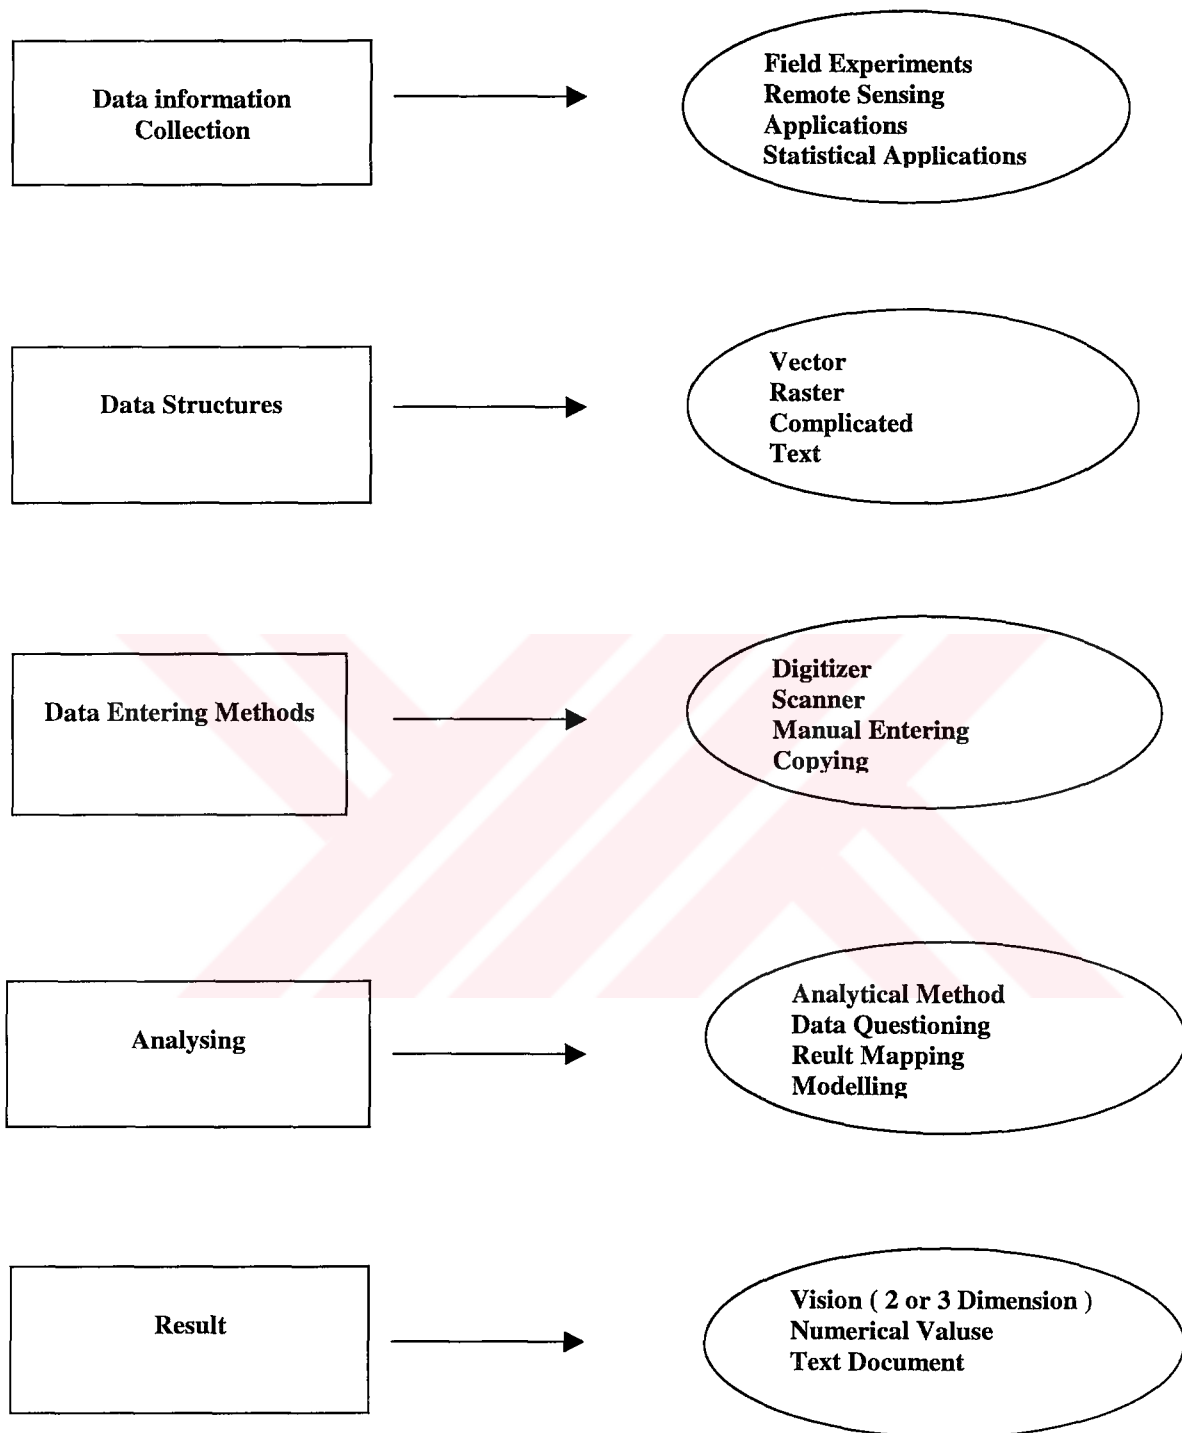 Data information
Collection
Field Experiments
Remote Sensing
Applications
Statistical Applications
Data Structures
Vector
Raster
Complicated
Text
Data Entering Methods
Digitizer
Scanner
Manual Entering
Copying
Analysing
Analytical Method
Data Questioning
Reult Mapping
Modelling
Result
Vision ( 2 or 3 Dimension )
Numerical Valuse
Text Document